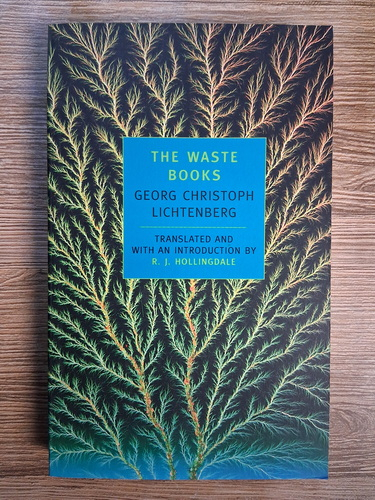 THE WASTE
BOOKS
GEORG CHRISTOPH
LICHTENBERG
TRANSLATED AND
WITH AN INTRODUCTION BY
R. J. HOLLINGDALE